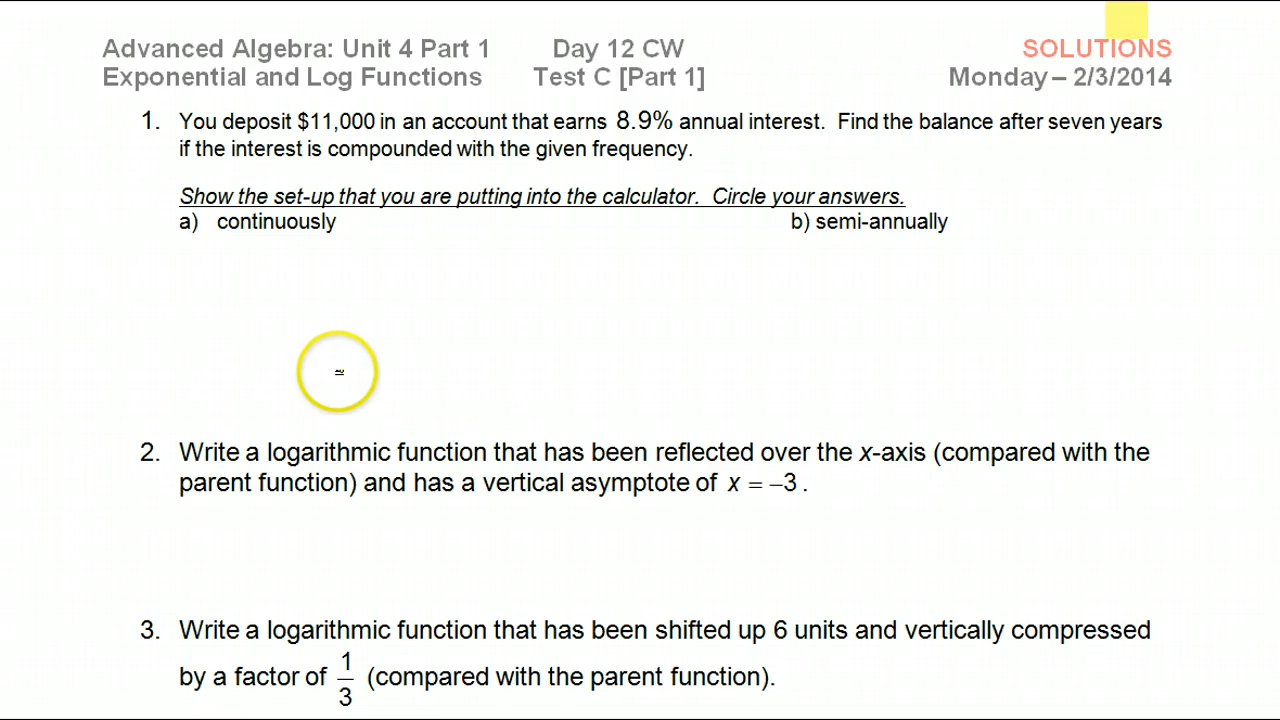 Advanced Algebra: Unit 4 Part 1 Day 12 CW SOLUTIONS
Exponential and Log Functions Test C [Part 1] Monday – 2/3/2014
1. You deposit $11,000 in an account that earns 8.9% annual interest. Find the balance after seven years
if the interest is compounded with the given frequency.
Show the set-up that you are putting into the calculator. Circle your answers.
a) continuously b) semi-annually
2. Write a logarithmic function that has been reflected over the x-axis (compared with the
parent function) and has a vertical asymptote of x = –3.
3. Write a logarithmic function that has been shifted up 6 units and vertically compressed
by a factor of 1/3 (compared with the parent function).